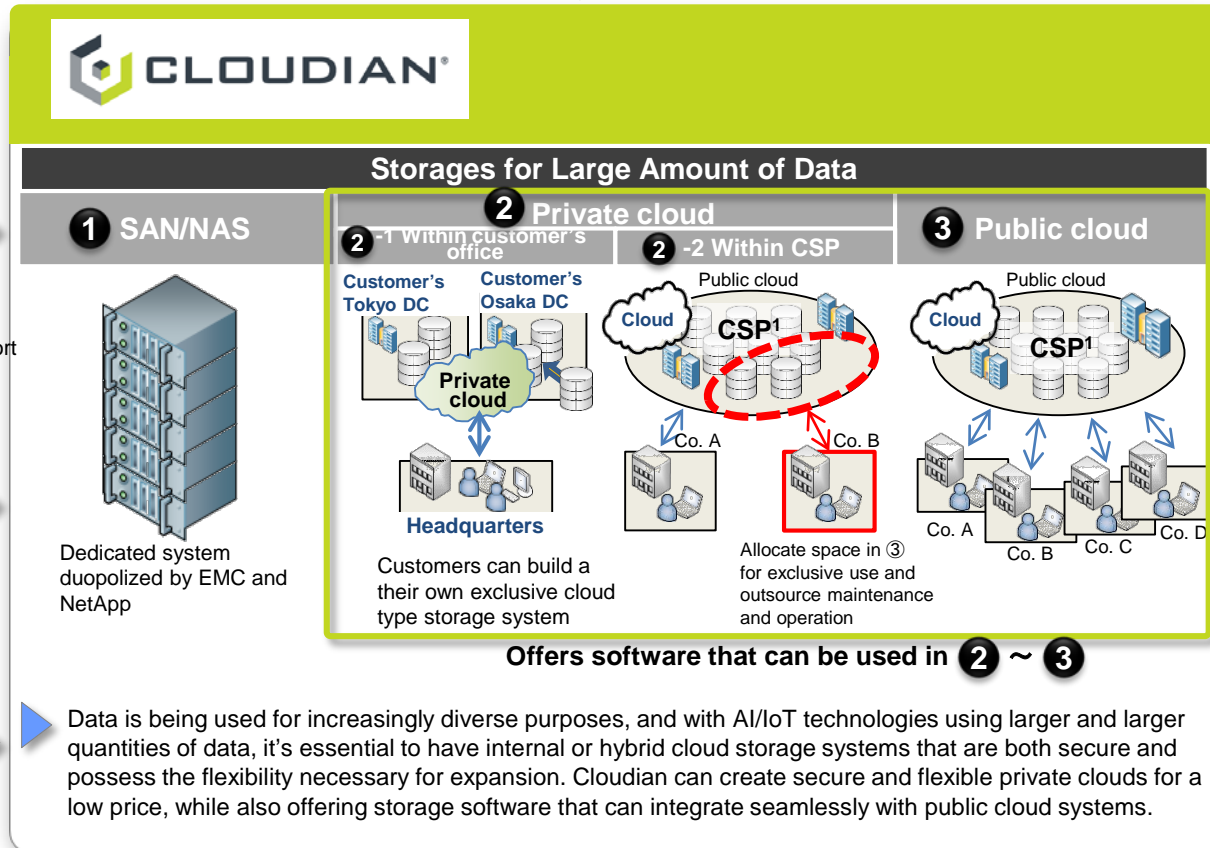 CLOUDIAN®
Storages for Large Amount of Data
1 SAN/NAS
2 Private cloud
3 Public cloud
2 -1 Within customer's
office
2 -2 Within CSP
ort
Dedicated system
duopolized by EMC and
NetApp
Customer's
Tokyo DC
Customer's
Osaka DC
Private
cloud
Headquarters
Customers can build a
their own exclusive cloud
type storage system
Public cloud
Cloud
CSP¹
Co. A
Co. B
Allocate space in ③
for exclusive use and
outsource maintenance
and operation
Public cloud
Cloud
CSP¹
Co. A
Co. B
Co. C
Co. D
Offers software that can be used in 2 ~ 3
Data is being used for increasingly diverse purposes, and with AI/IoT technologies using larger and larger
quantities of data, it's essential to have internal or hybrid cloud storage systems that are both secure and
possess the flexibility necessary for expansion. Cloudian can create secure and flexible private clouds for a
low price, while also offering storage software that can integrate seamlessly with public cloud systems.